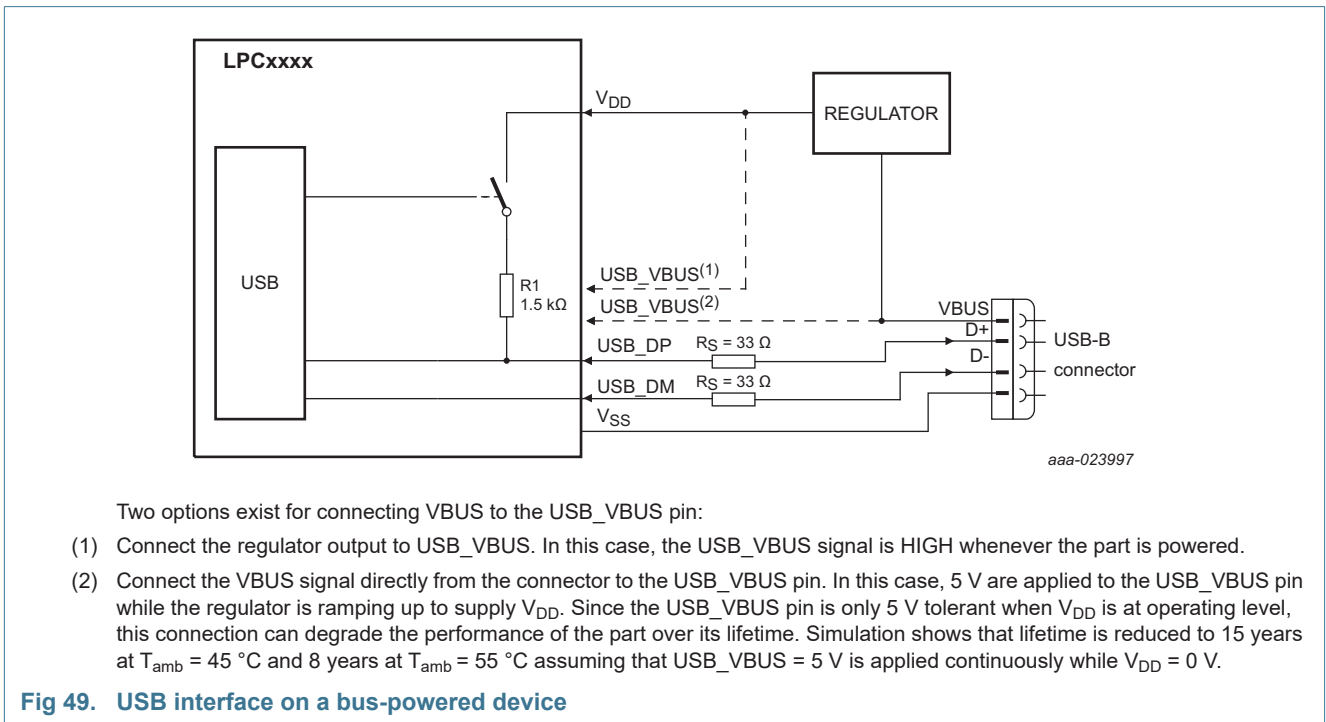 LPCxxxx
VDD
REGULATOR
USB
R1
1.5 kΩ
USB_VBUS(1)
USB_VBUS(2)
VBUS
D+
USB-B
USB_DP
RS = 33 Ω
D-
connector
USB_DM
RS = 33 Ω
VSS
aaa-023997
Two options exist for connecting VBUS to the USB_VBUS pin:
(1) Connect the regulator output to USB_VBUS. In this case, the USB_VBUS signal is HIGH whenever the part is powered.
(2) Connect the VBUS signal directly from the connector to the USB_VBUS pin. In this case, 5 V are applied to the USB_VBUS pin
while the regulator is ramping up to supply VDD. Since the USB_VBUS pin is only 5 V tolerant when VDD is at operating level,
this connection can degrade the performance of the part over its lifetime. Simulation shows that lifetime is reduced to 15 years
at Tamb = 45 °C and 8 years at Tamb = 55 °C assuming that USB_VBUS = 5 V is applied continuously while VDD = 0 V.
Fig 49. USB interface on a bus-powered device